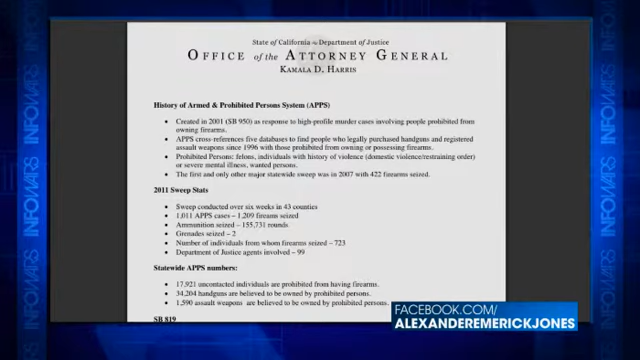 State of California Department of Justice
OFFICE of the ATTORNEY GENERAL
KAMALA D. HARRIS
History of Armed & Prohibited Persons System (APPS)
• Created in 2001 (SB 950) as response to high-profile murder cases involving people prohibited from
owning firearms.
• APPS cross-references five databases to find people who legally purchased handguns and registered
assault weapons since 1996 with those prohibited from owning or possessing firearms.
• Prohibited Persons: felons, individuals with history of violence (domestic violence/restraining order)
or severe mental illness, wanted persons.
• The first and only other major statewide sweep was in 2007 with 422 firearms seized.
2011 Sweep Stats
• Sweep conducted over six weeks in 43 counties
• 1,011 APPS cases – 1,209 firearms seized
• Ammunition seized – 155,731 rounds
• Grenades seized – 2
• Number of individuals from whom firearms seized – 723
• Department of Justice agents involved – 99
Statewide APPS numbers:
• 17,921 uncontacted individuals are prohibited from having firearms.
• 34,204 handguns are believed to be owned by prohibited persons.
• 1,590 assault weapons are believed to be owned by prohibited persons.
SB 819
FACEBOOK.COM/
ALEXANDEREMERICKJONES
INFOWARS
INFOWARS
INFOWARS
INFOWARS